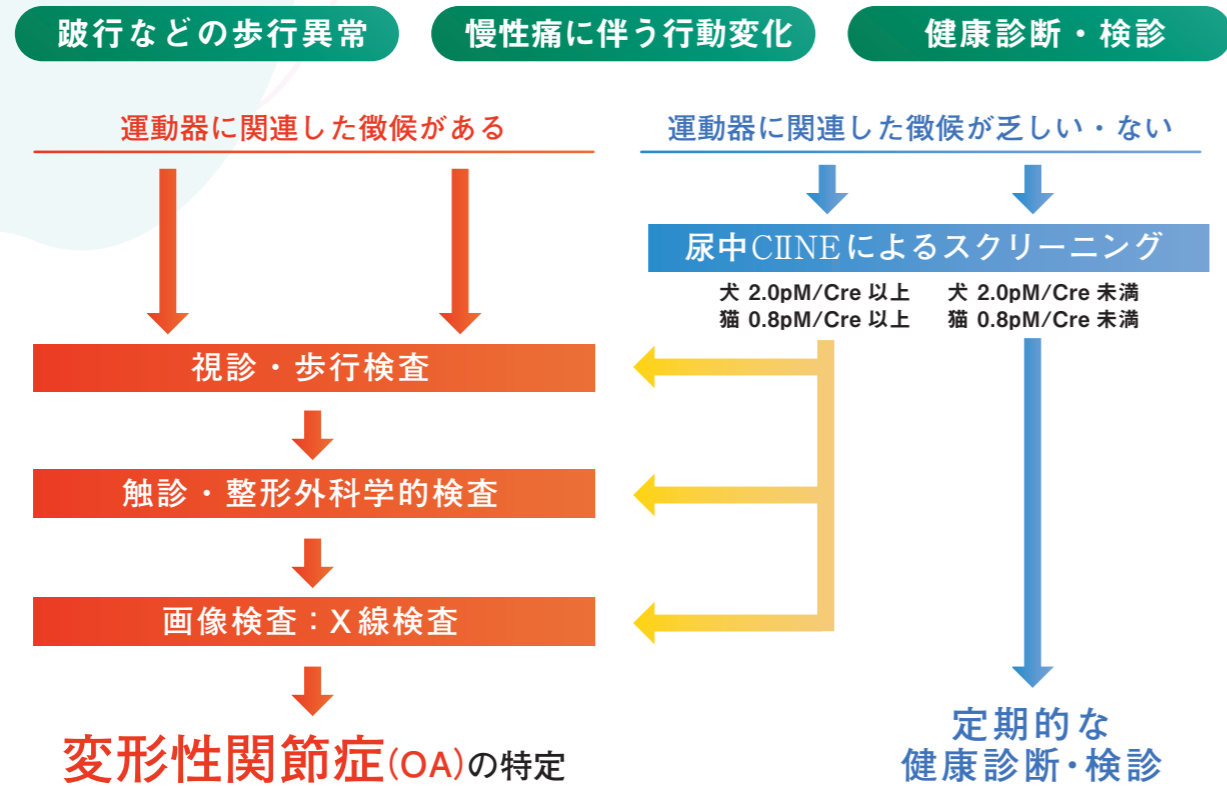 跛行などの歩行異常
慢性痛に伴う行動変化
健康診断・検診
運動器に関連した徴候がある
運動器に関連した徴候が乏しい・ない
尿中CIINEによるスクリーニング
犬 2.0pM/Cre 以上
猫 0.8pM/Cre 以上
犬 2.0pM/Cre 未満
猫 0.8pM/Cre 未満
視診・歩行検査
触診・整形外科学的検査
画像検査：X線検査
変形性関節症(OA)の特定
定期的な
健康診断・検診